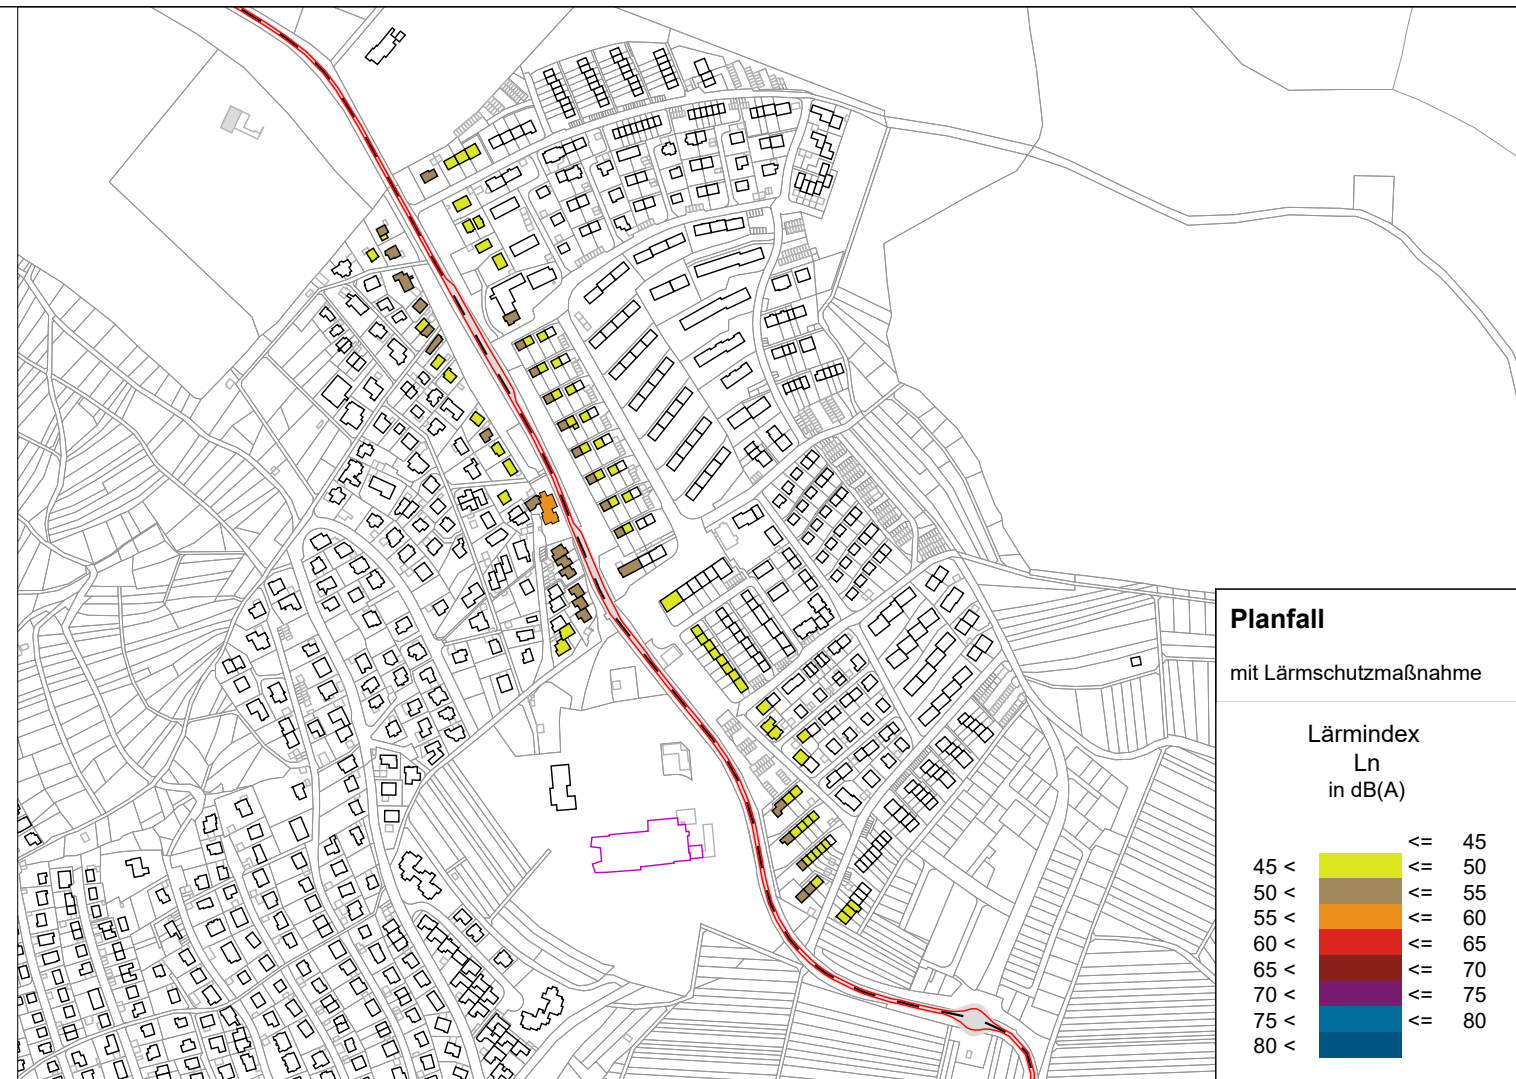 Planfall
mit Lärmschutzmaßnahme
Lärmindex
Ln
in dB(A)
<= 45
45 < <= 50
50 < <= 55
55 < <= 60
60 < <= 65
65 < <= 70
70 < <= 75
75 < <= 80
80 <